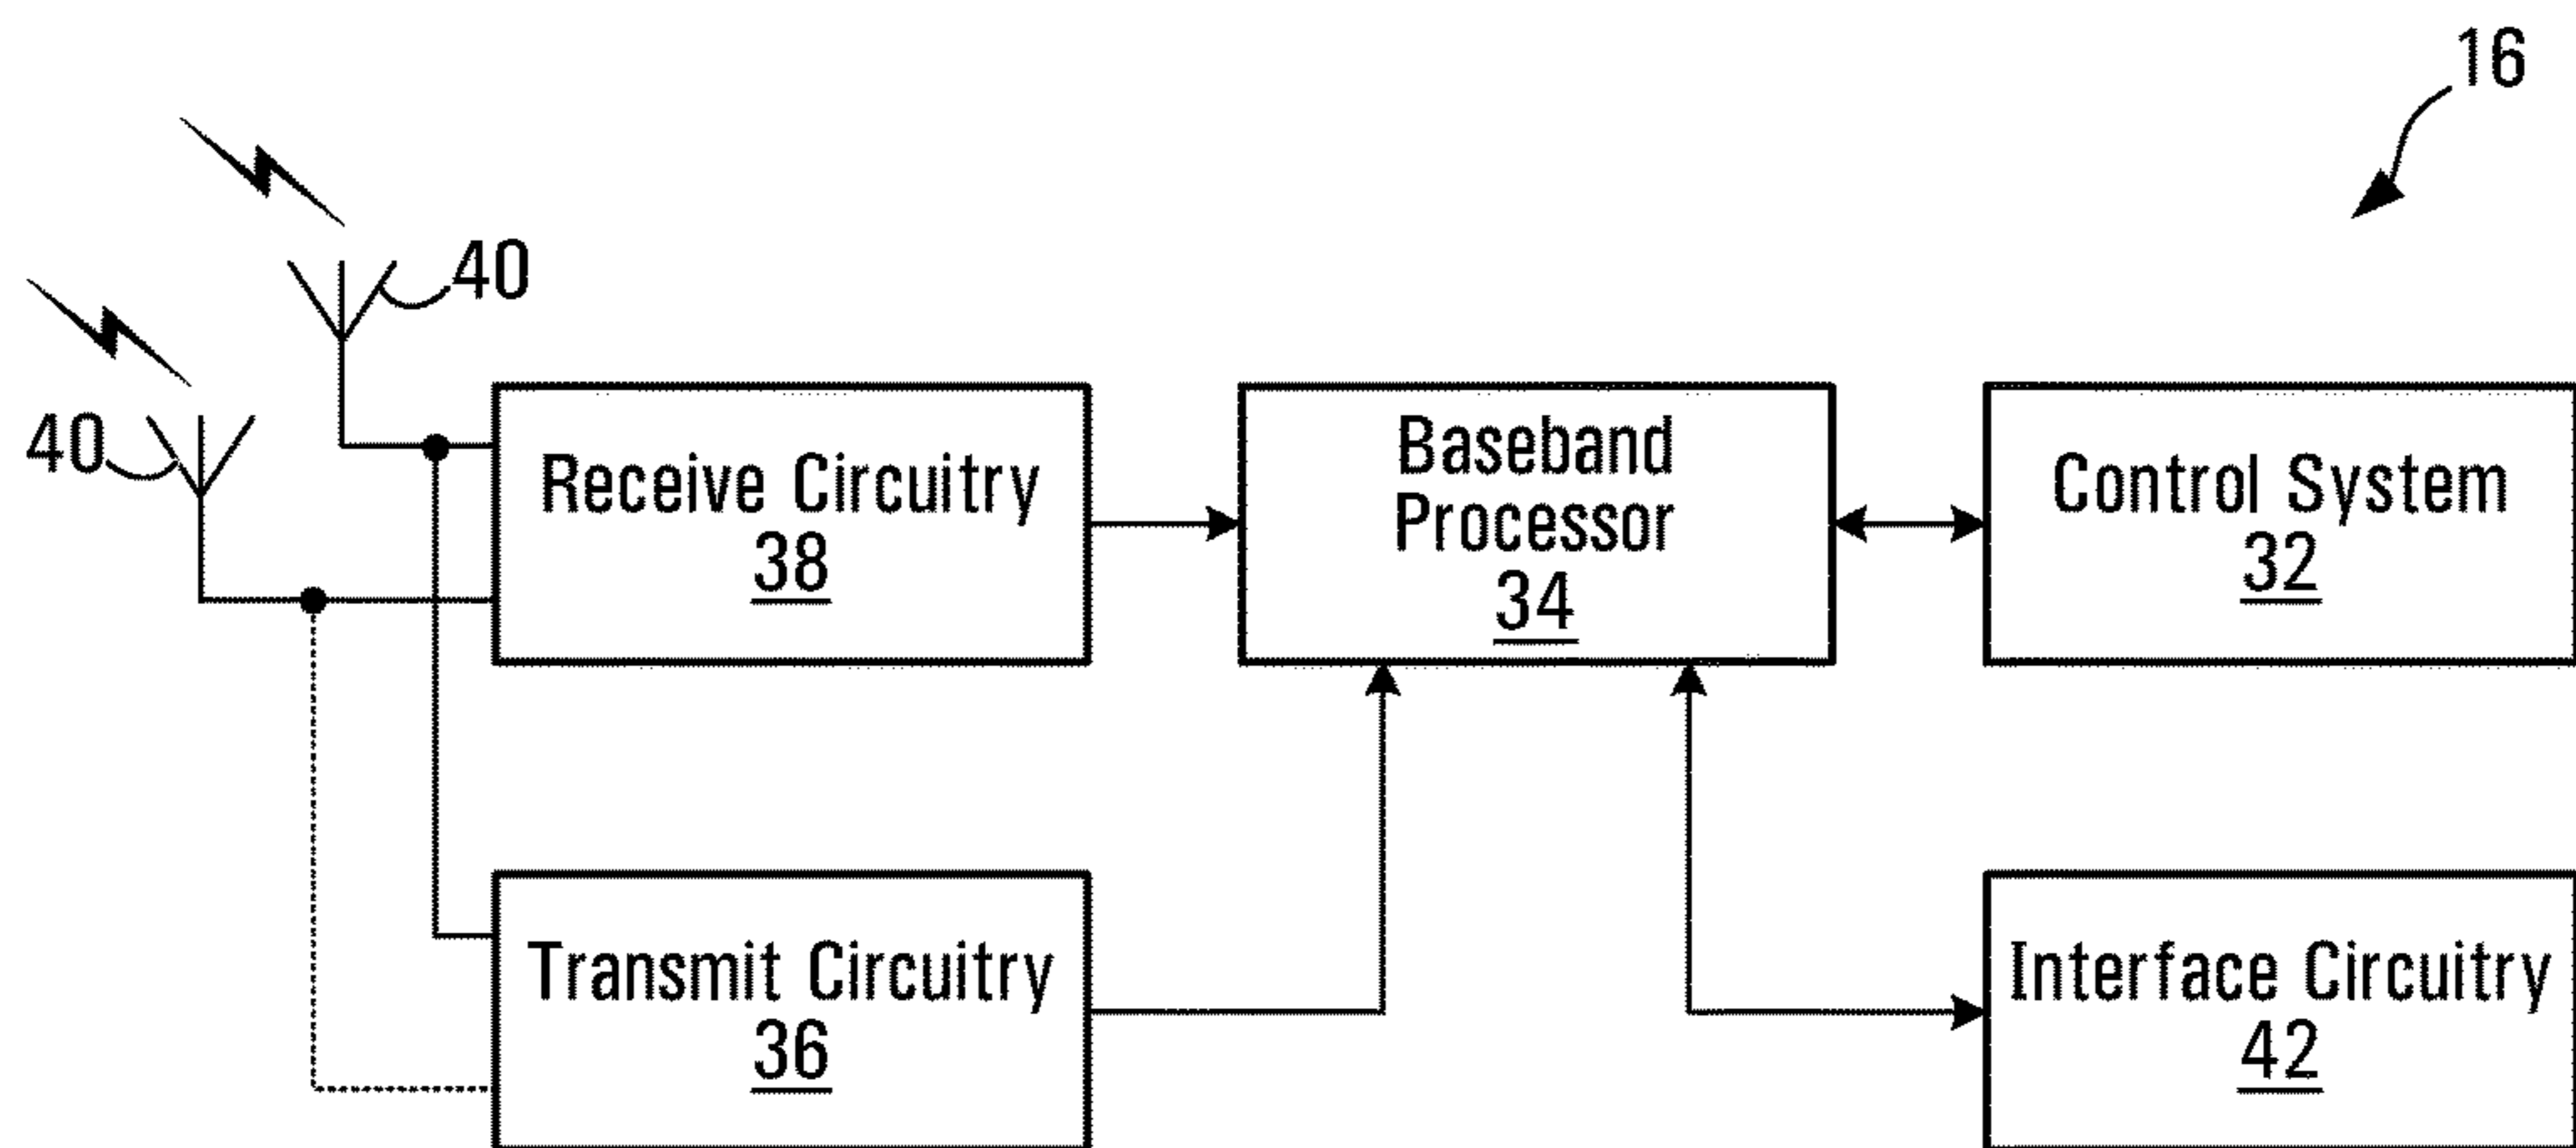 16
40
40
Receive Circuitry
38
Baseband
Processor
34
Control System
32
Transmit Circuitry
36
Interface Circuitry
42